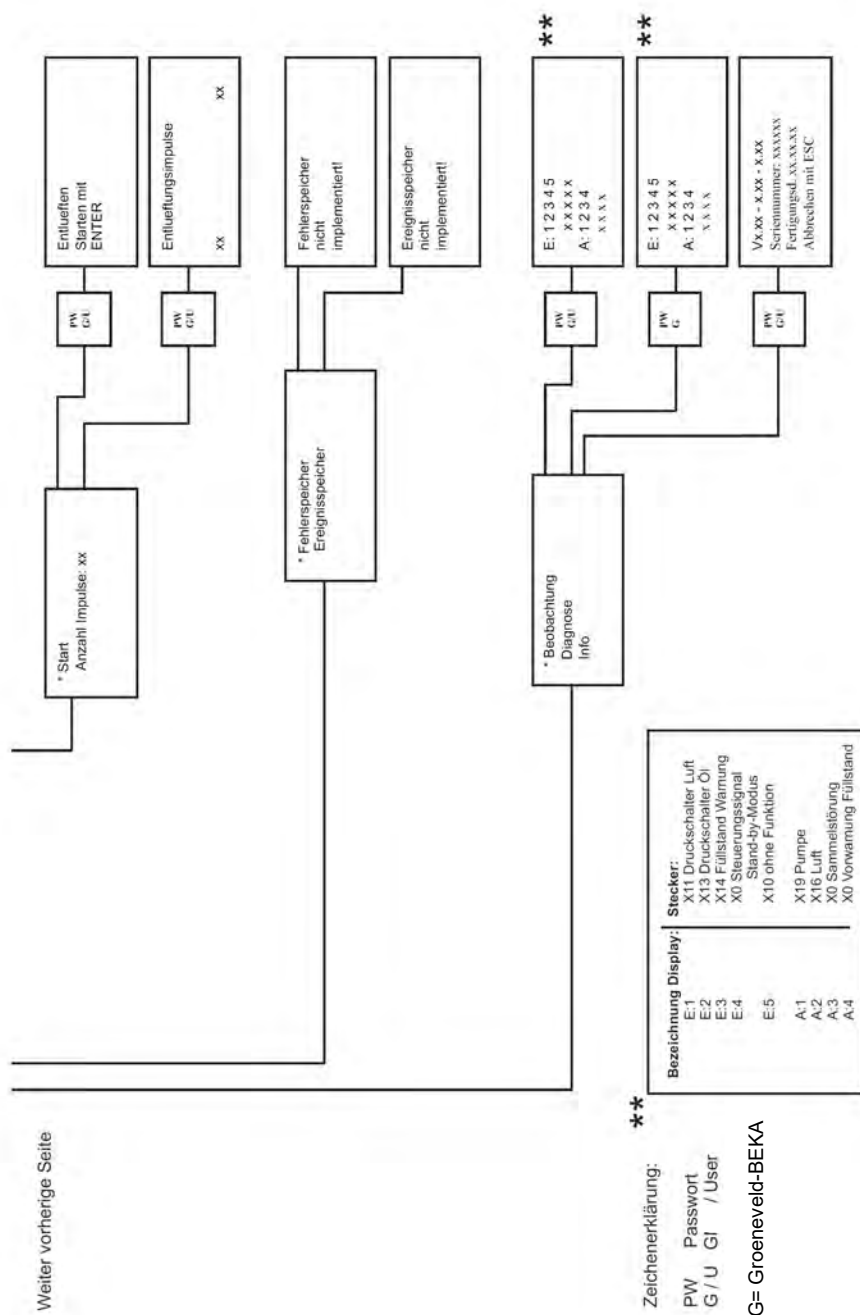 Weiter vorherige Seite
* Start
Anzahl Impulse: xx
PW
G/U
Entlueften
Starten mit
ENTER
PW
G/U
Entlueftungsimpulse
xx xx
* Fehlerspeicher
Ereignisspeicher
Fehlerspeicher
nicht
implementiert!
Ereignisspeicher
nicht
implementiert!
* Beobachtung
Diagnose
Info
PW
G/U
E: 1 2 3 4 5
x x x x x
A: 1 2 3 4
x x x x
**
PW
G
E: 1 2 3 4 5
x x x x x
A: 1 2 3 4
x x x x
**
PW
G/U
Vx.xx - x.xx - x.xx
Seriennummer: xxxxxx
Fertigungsd.:xx.xx.xx
Abbrechen mit ESC
Zeichenerklärung:
PW Passwort
G / U Gl / User
G= Groeneveld-BEKA
**
Bezeichnung Display: Stecker:
E:1 X11 Druckschalter Luft
E:2 X13 Druckschalter Öl
E:3 X14 Füllstand Warnung
E:4 X0 Steuerungssignal
Stand-by-Modus
E:5 X10 ohne Funktion
A:1 X19 Pumpe
A:2 X16 Luft
A:3 X0 Sammelstörung
A:4 X0 Vorwarnung Füllstand